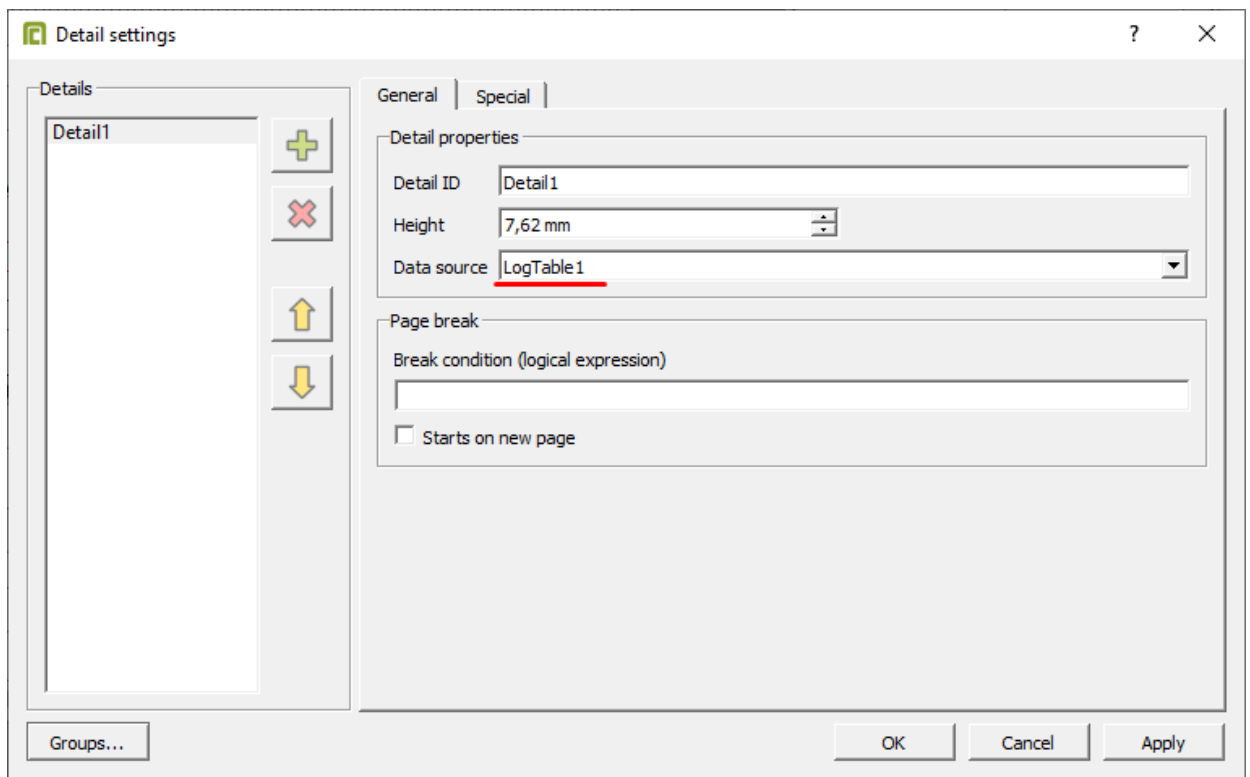 Detail settings
?
Details
Detail1
General
Special
Detail properties
Detail ID
Detail1
Height
7,62 mm
Data source
LogTable1
Page break
Break condition (logical expression)
Starts on new page
Groups...
OK
Cancel
Apply